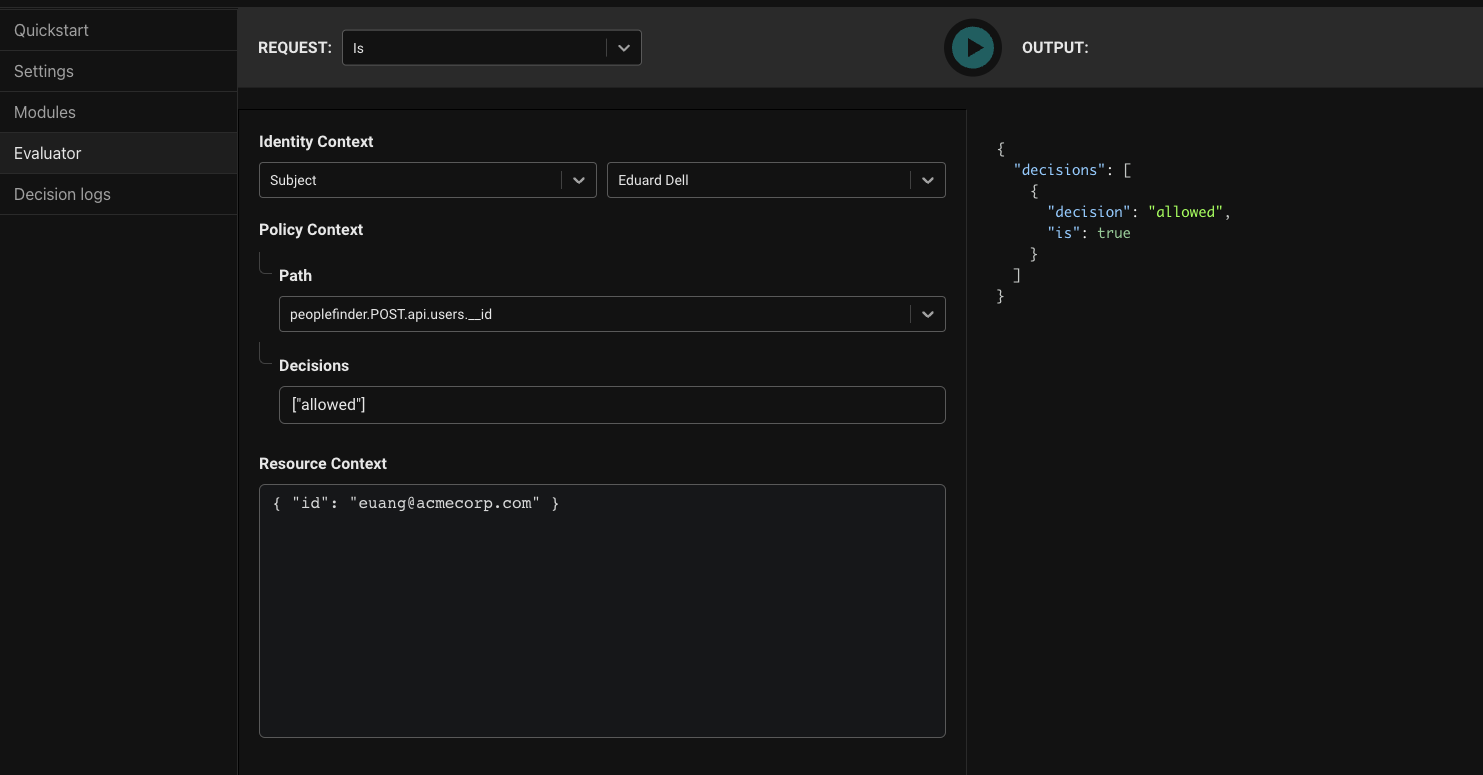 Quickstart
Settings
Modules
Evaluator
Decision logs
REQUEST: Is
OUTPUT:
Identity Context
Subject Eduard Dell
Policy Context
Path
peoplefinder.POST.api.users.__id
Decisions
["allowed"]
Resource Context
{ "id": "euang@acmecorp.com" }
{
"decisions": [
{
"decision": "allowed",
"is": true
}
]
}